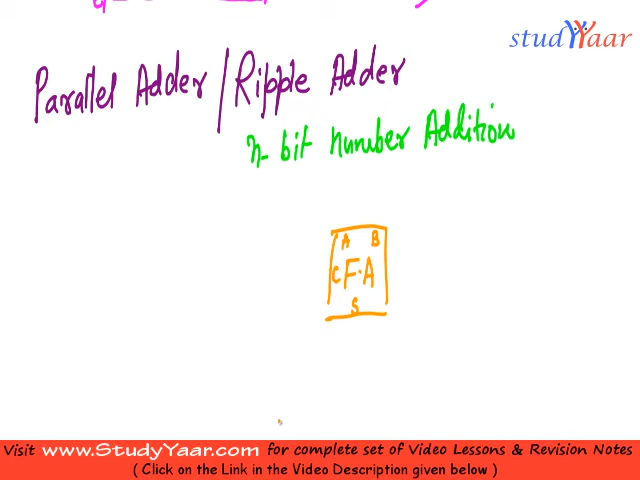 studYYaar
Parallel Adder / Ripple Adder
n-bit number Addition
A B
C F.A
S
Visit www.StudyYaar.com for complete set of Video Lessons & Revision Notes
( Click on the Link in the Video Description given below )